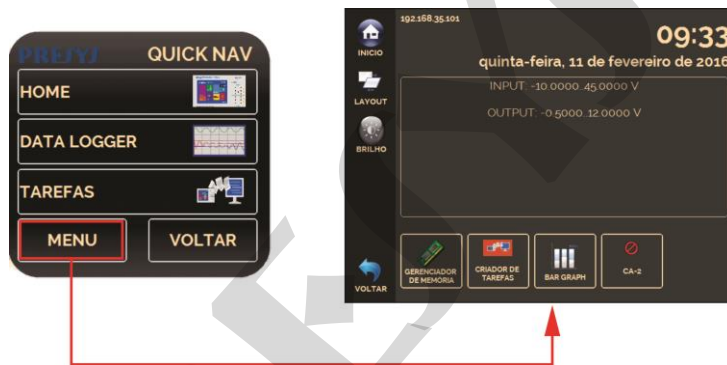 PRESYS QUICK NAV
HOME
DATA LOGGER
TAREFAS
MENU VOLTAR
192.168.35.101
09:33
quinta-feira, 11 de fevereiro de 2016
INICIO
LAYOUT
BRILHO
VOLTAR
INPUT: -10.0000..45.0000 V
OUTPUT: -0.5000..12.0000 V
GERENCIADOR
DE MEMÓRIA
CRIADOR DE
TAREFAS
BAR GRAPH
CA-2